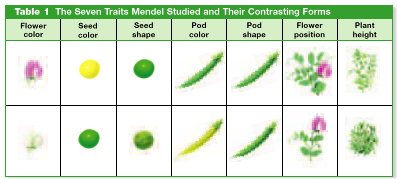 Table 1 The Seven Traits Mendel Studied and Their Contrasting Forms
Flower color
Seed color
Seed shape
Pod color
Pod shape
Flower position
Plant height